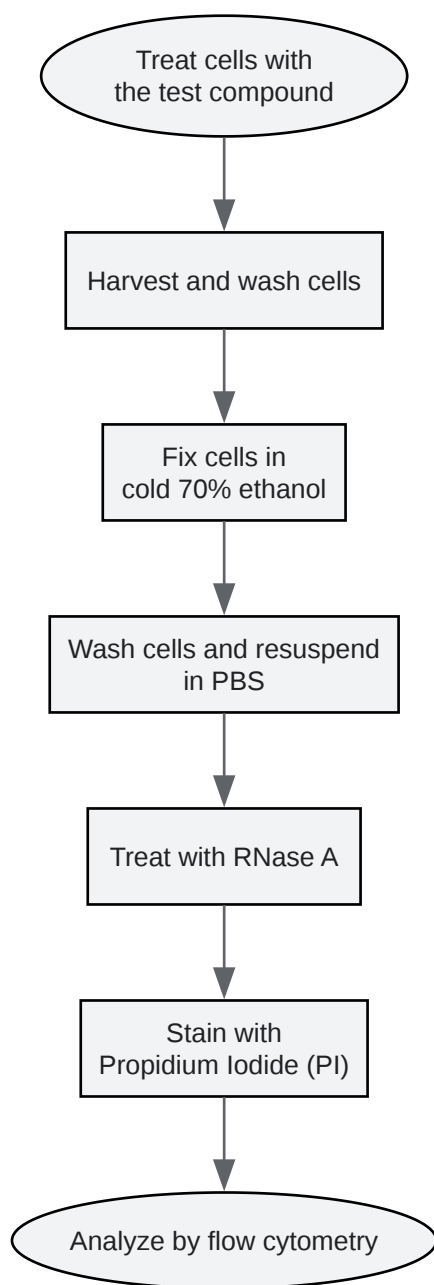 Treat cells with
the test compound
Harvest and wash cells
Fix cells in
cold 70% ethanol
Wash cells and resuspend
in PBS
Treat with RNase A
Stain with
Propidium Iodide (PI)
Analyze by flow cytometry